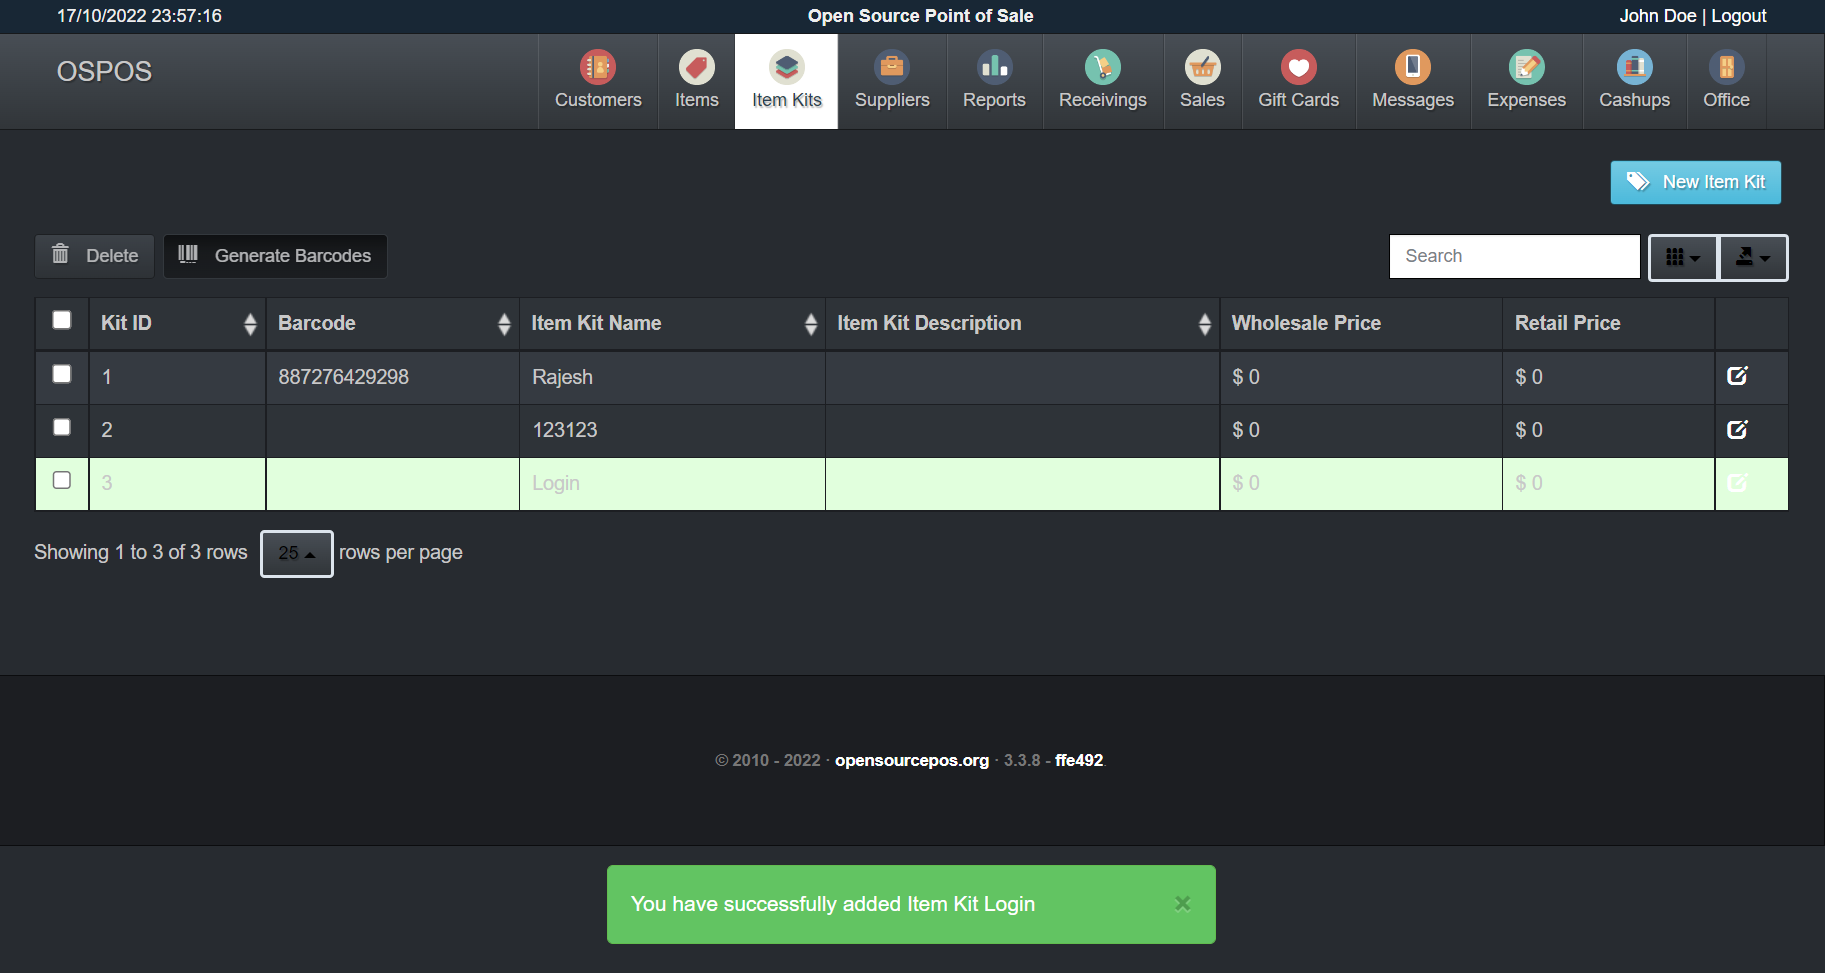 17/10/2022 23:57:16 Open Source Point of Sale John Doe | Logout
OSPOS Customers Items Item Kits Suppliers Reports Receivings Sales Gift Cards Messages Expenses Cashups Office
New Item Kit
Delete Generate Barcodes Search
Kit ID Barcode Item Kit Name Item Kit Description Wholesale Price Retail Price
1 887276429298 Rajesh $ 0 $ 0
2 123123 $ 0 $ 0
3 Login $ 0 $ 0
Showing 1 to 3 of 3 rows 25 rows per page
© 2010 - 2022 · opensourcepos.org · 3.3.8 - ffe492
You have successfully added Item Kit Login ×